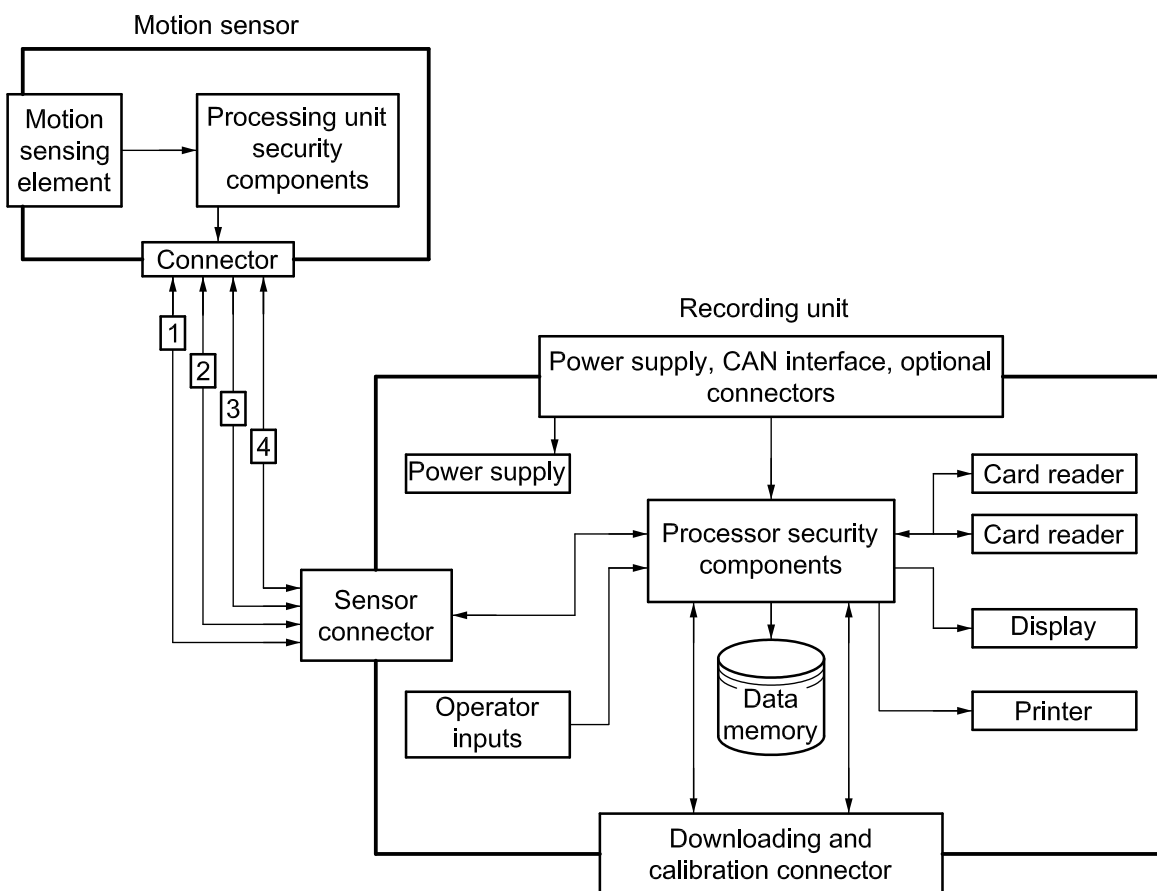 Motion sensor
Motion
sensing
element
Processing unit
security
components
Connector
1
2
3
4
Recording unit
Power supply, CAN interface, optional
connectors
Power supply
Card reader
Processor security
components
Card reader
Sensor
connector
Display
Operator
inputs
Data
memory
Printer
Downloading and
calibration connector